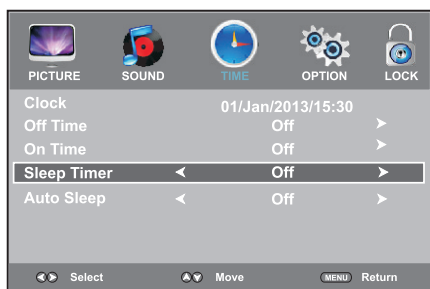 PICTURE SOUND TIME OPTION LOCK
Clock 01/Jan/2013/15:30
Off Time Off
On Time Off
Sleep Timer Off
Auto Sleep Off
Select Move MENU Return